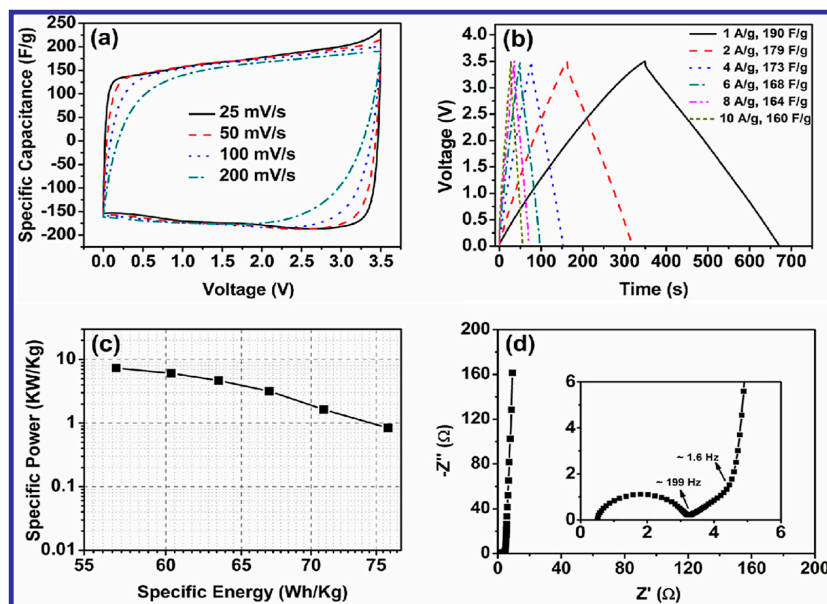 (a)
Specific Capacitance (F/g)
250
200
150
100
50
0
50
100
-150
-200
25 mV/s
50 mV/s
100 mV/s
200 mV/s
0.0 0.5 1.0 1.5 2.0 2.5 3.0 3.5
Voltage (V)
(b)
Voltage (V)
5.0
4.5
4.0
3.5
3.0
2.5
2.0
1.5
1.0
0.5
0.0
1 A/g, 190 F/g
2 A/g, 179 F/g
4 A/g, 173 F/g
6 A/g, 168 F/g
8 A/g, 164 F/g
10 A/g, 160 F/g
0 100 200 300 400 500 600 700
Time (s)
(c)
Specific Power (KW/Kg)
10
1
0.1
0.01
55 60 65 70 75
Specific Energy (Wh/Kg)
(d)
-Z" (Ω)
200
160
120
80
40
0
6
4
2
0
~ 1.6 Hz
~ 199 Hz
0 2 4 6
0 40 80 120 160 200
Z' (Ω)